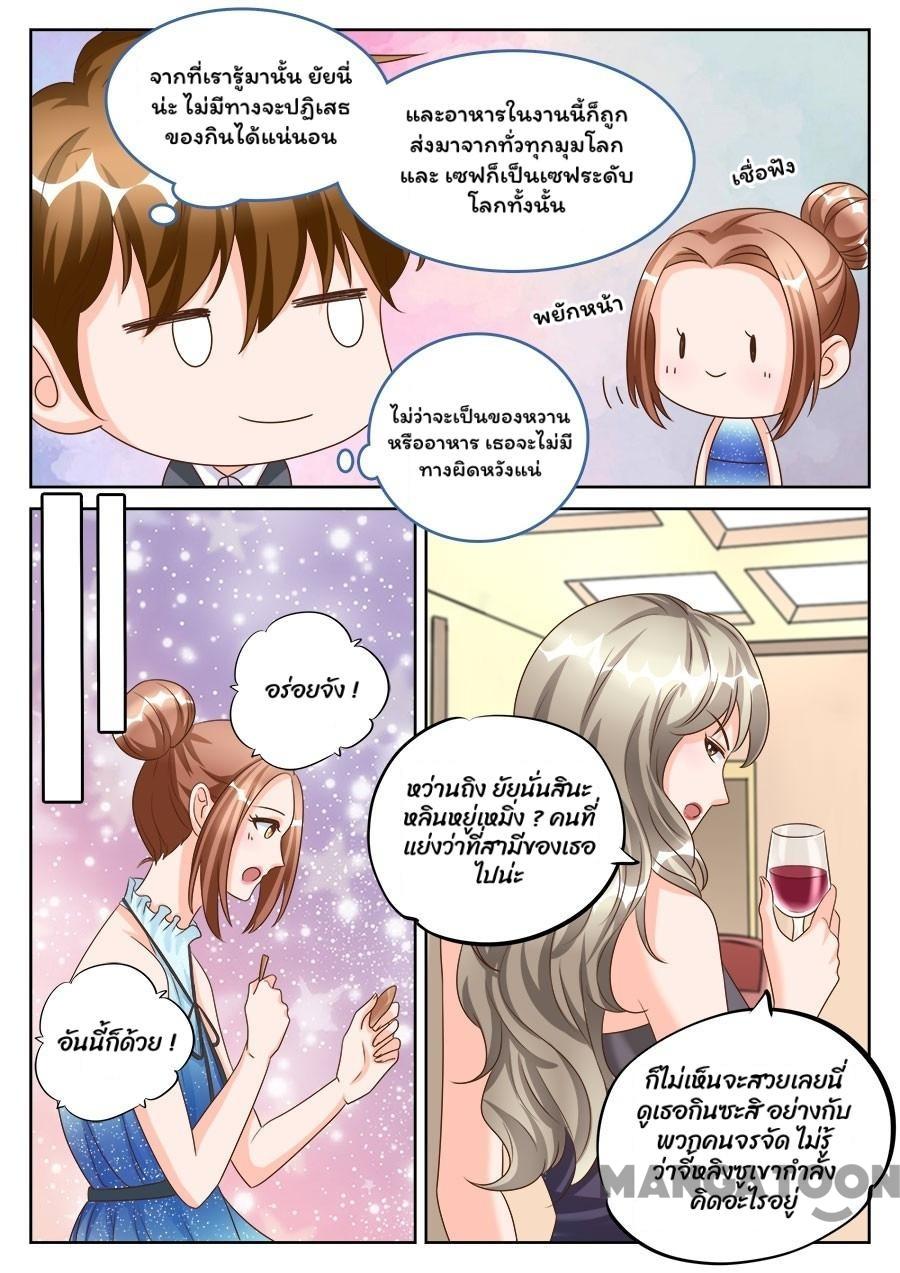 จากที่เรารู้มานั้น ยัยนี่
น่ะ ไม่มีทางจะปฏิเสธ
ของกินได้แน่นอน
และอาหารในงานนี้ก็ถูก
ส่งมาจากทั่วทุกมุมโลก
และ เซฟก็เป็นเซฟระดับ
โลกทั้งนั้น
เชื่อฟัง
พยักหน้า
ไม่ว่าจะเป็นของหวาน
หรืออาหาร เธอจะไม่มี
ทางผิดหวังแน่
อร่อยจัง !
อันนี้ก็ด้วย !
หว่านถิง ยัยนั่นสินะ
หลินหยู่เหมิ่ง ? คนที่
แย่งว่าที่สามีของเธอ
ไปน่ะ
ก็ไม่เห็นจะสวยเลยนี่
ดูเธอกินซะสิ อย่างกับ
พวกคนจรจัด ไม่รู้
ว่าจี้หลิงซูเขากำลัง
คิดอะไรอยู่
MANGATOON